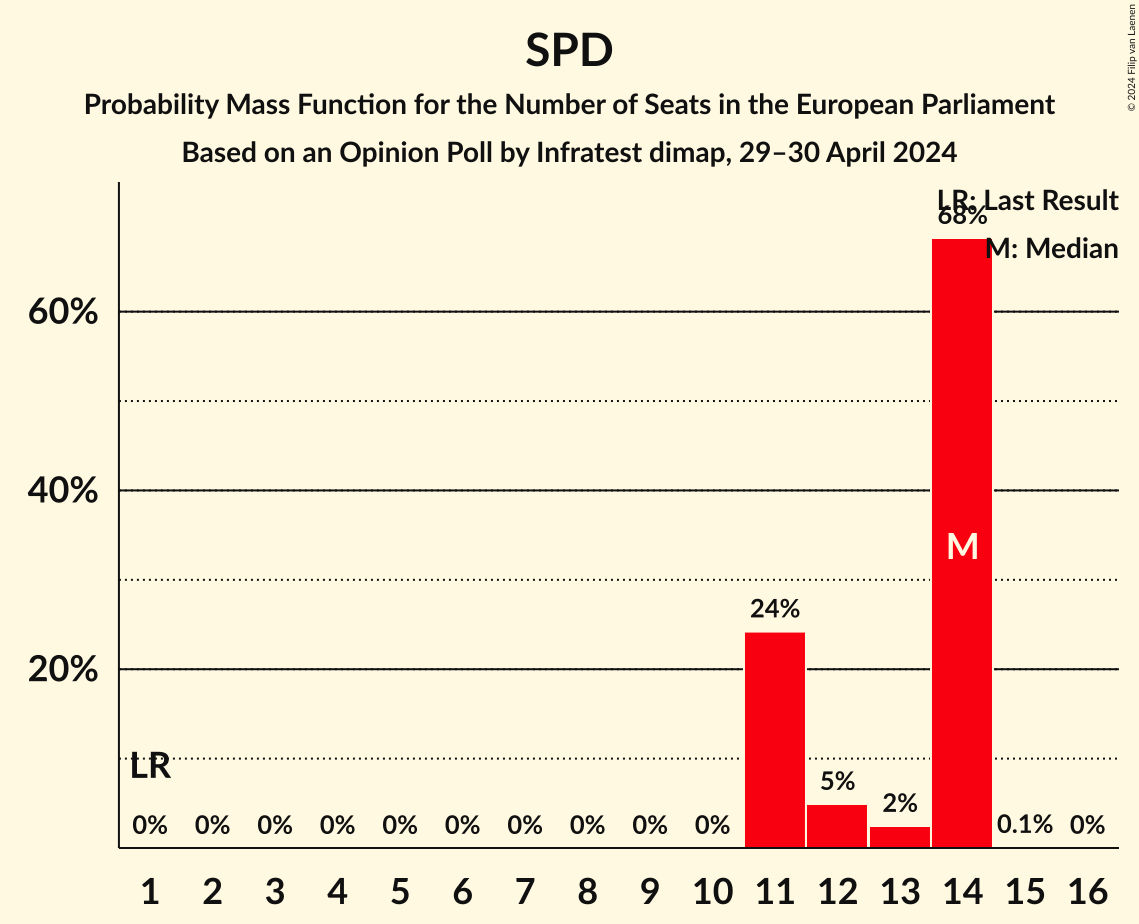 SPD
Probability Mass Function for the Number of Seats in the European Parliament
Based on an Opinion Poll by Infratest dimap, 29–30 April 2024
© 2024 Filip van Laenen
LR: Last Result
M: Median
68%
60%
40%
20%
M
24%
LR
5%
2%
0% 0% 0% 0% 0% 0% 0% 0% 0% 0% 0.1% 0%
1 2 3 4 5 6 7 8 9 10 11 12 13 14 15 16